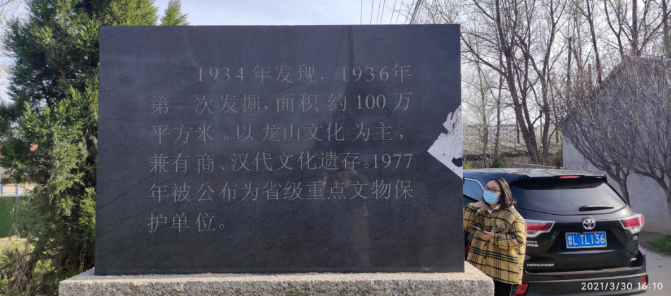 1934年发现，1936年
第一次发掘，面积约100万
平方米。以龙山文化为主，
兼有商、汉代文化遗存。1977
年被公布为省级重点文物保
护单位。
鲁L TL136
2021/3/30 16:10